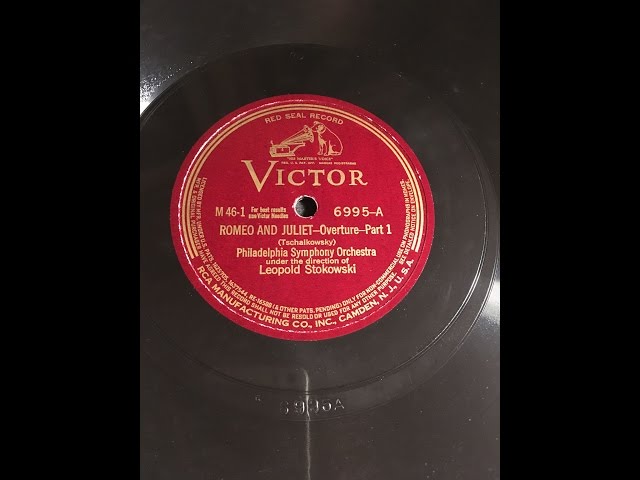 RED SEAL RECORD
"HIS MASTER'S VOICE"
VICTOR
M 46-1
For best results
use Victor Needles
6995-A
ROMEO AND JULIET—Overture—Part 1
(Tschaikowsky)
Philadelphia Symphony Orchestra
under the direction of
Leopold Stokowski
RCA MANUFACTURING CO., INC., CAMDEN, N. J., U. S. A.
6995A